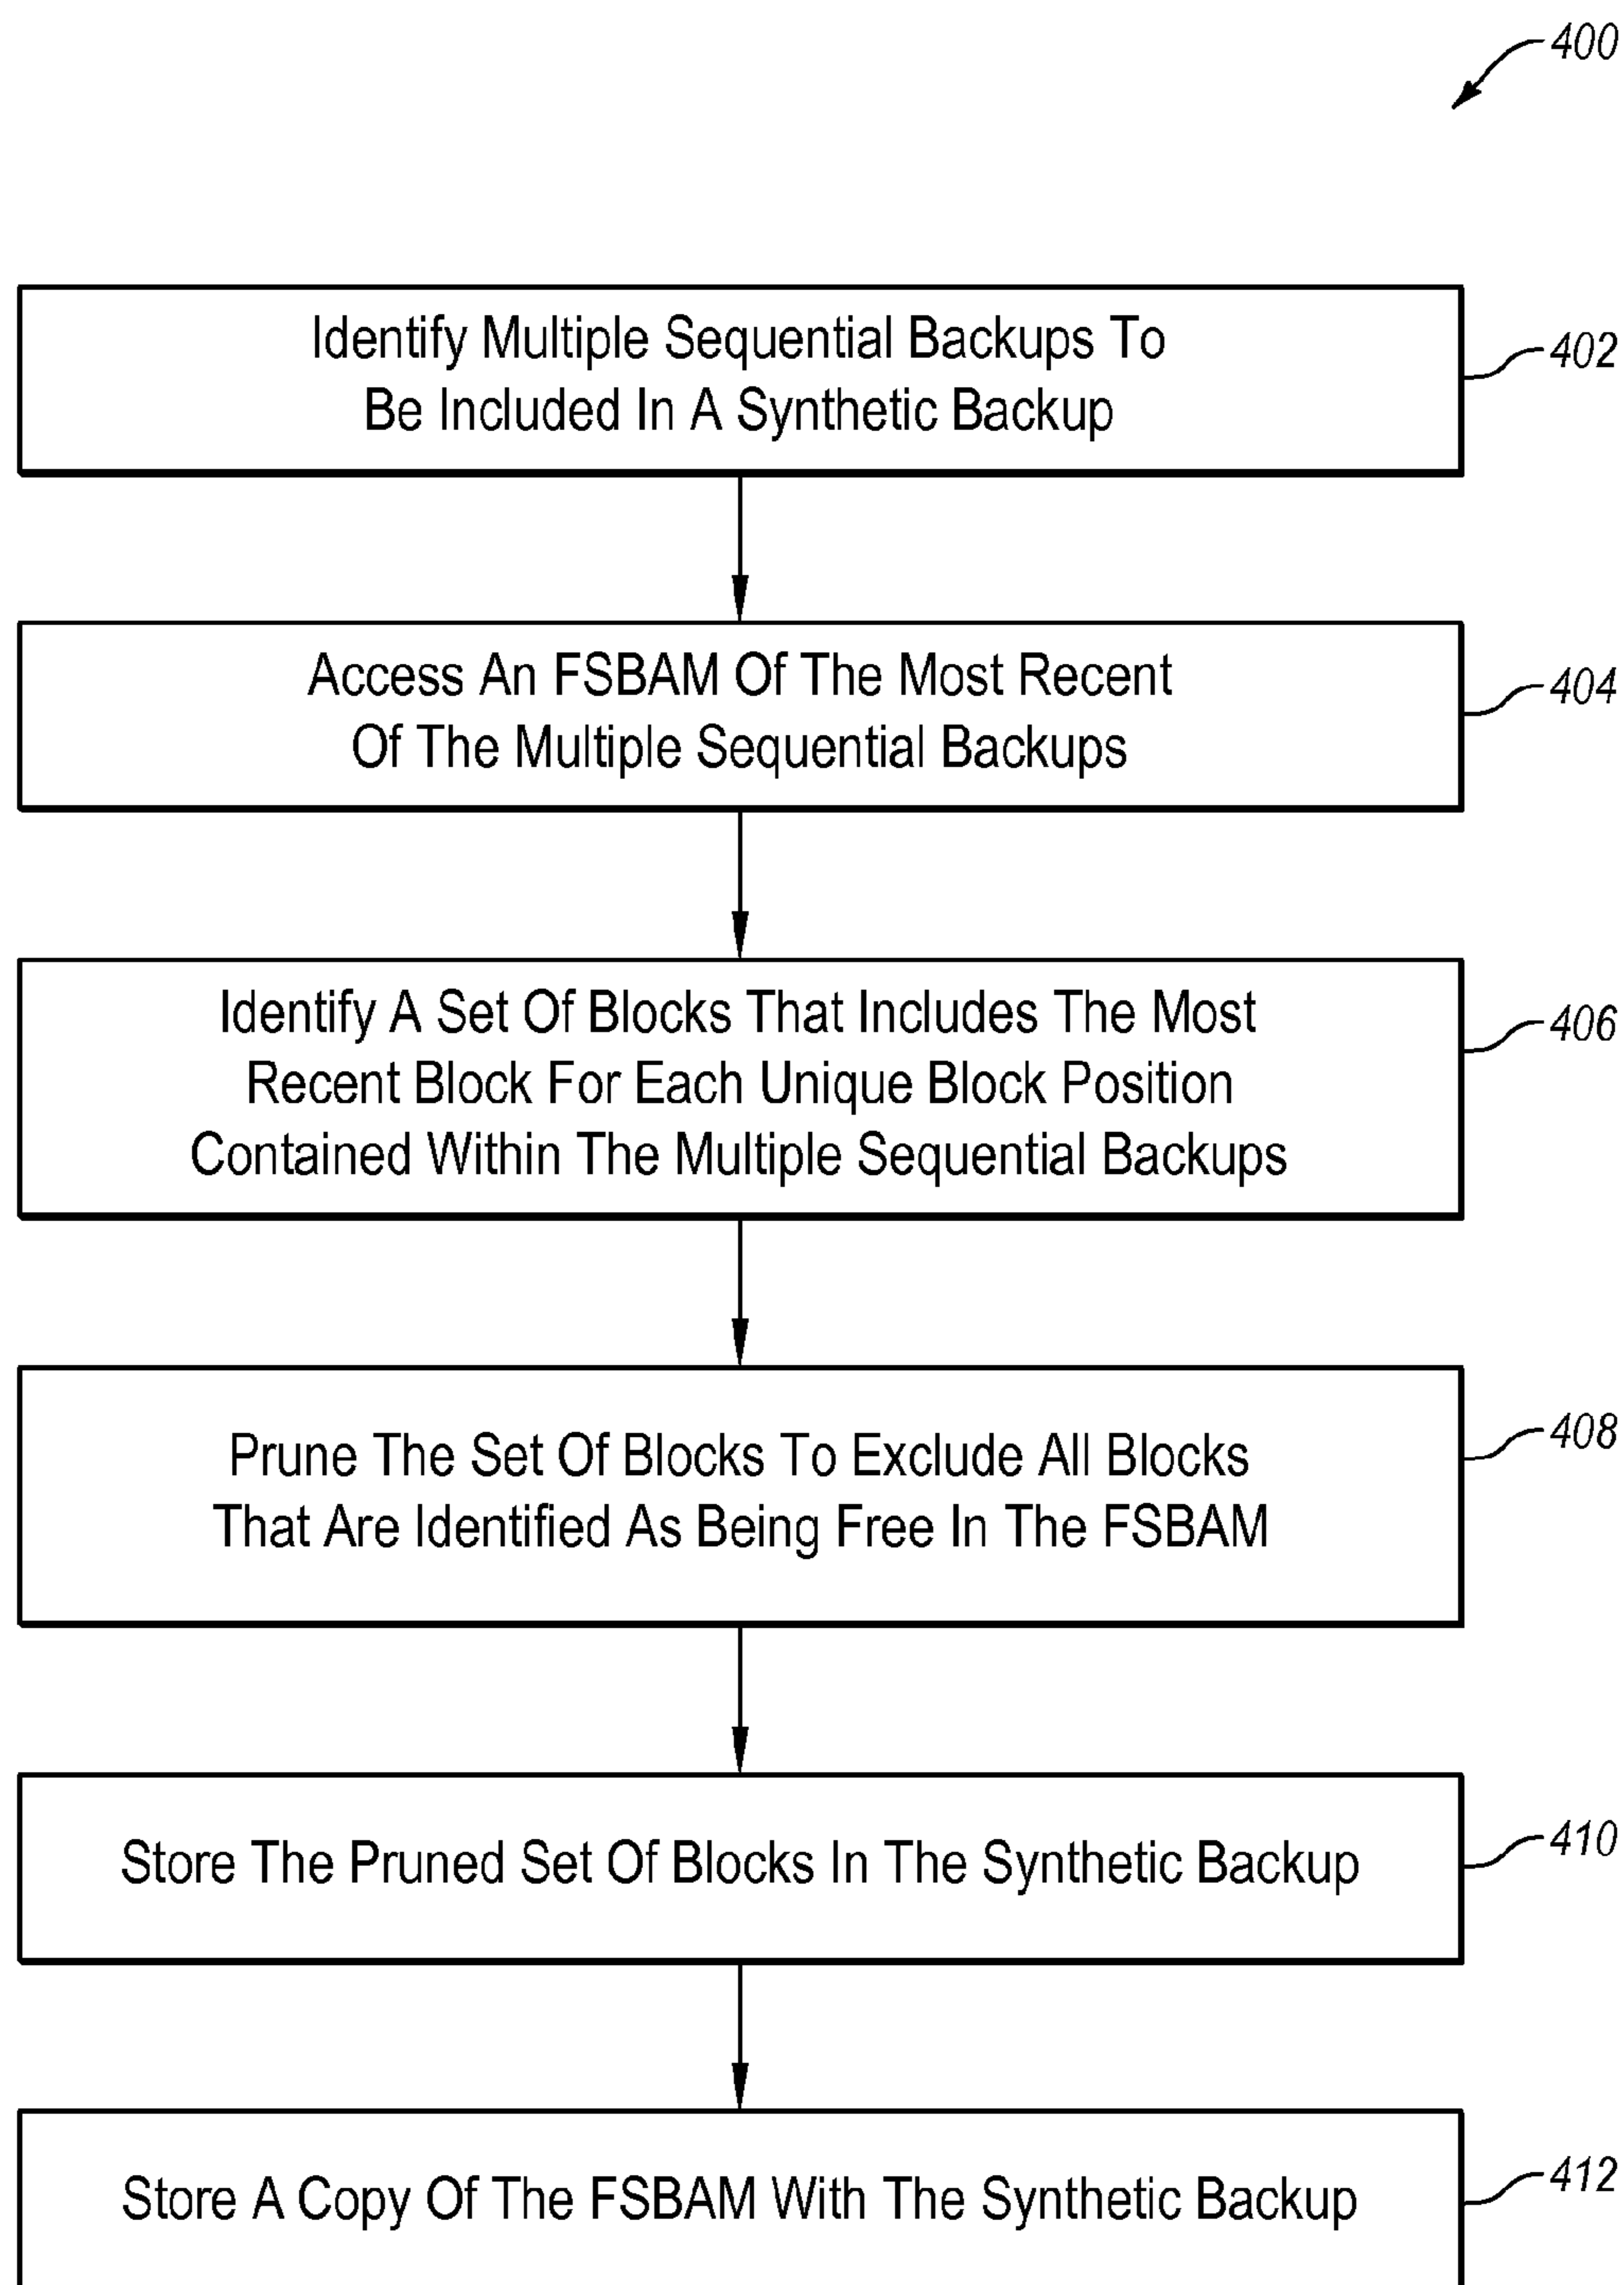 400
Identify Multiple Sequential Backups To
Be Included In A Synthetic Backup
402
Access An FSBAM Of The Most Recent
Of The Multiple Sequential Backups
404
Identify A Set Of Blocks That Includes The Most
Recent Block For Each Unique Block Position
Contained Within The Multiple Sequential Backups
406
Prune The Set Of Blocks To Exclude All Blocks
That Are Identified As Being Free In The FSBAM
408
Store The Pruned Set Of Blocks In The Synthetic Backup
410
Store A Copy Of The FSBAM With The Synthetic Backup
412